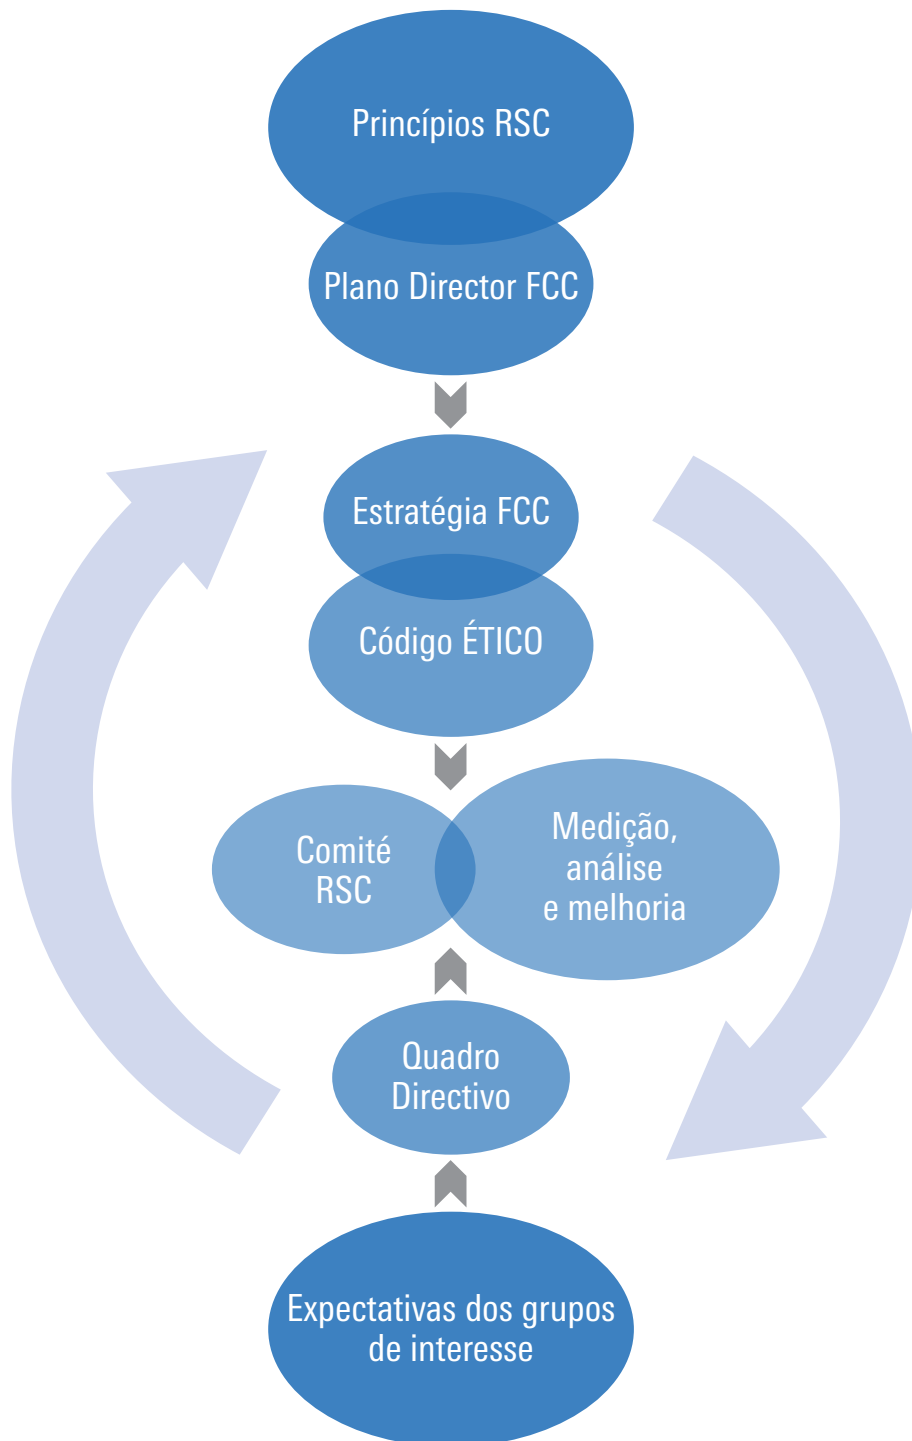 Princípios RSC
Plano Director FCC
Estratégia FCC
Código ÉTICO
Comité
RSC
Medição,
análise
e melhoria
Quadro
Directivo
Expectativas dos grupos
de interesse